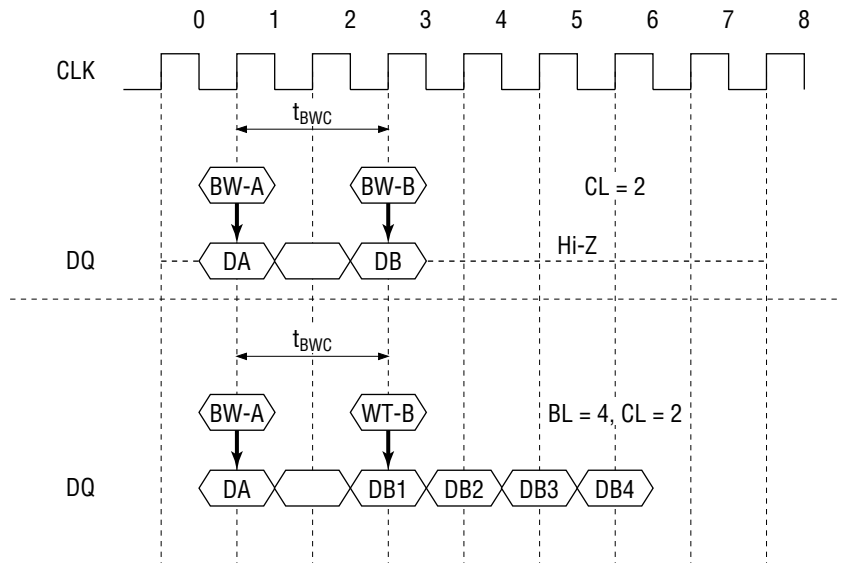 0 1 2 3 4 5 6 7 8
CLK
tBWC
BW-A BW-B CL = 2
Hi-Z
DQ DA DB
tBWC
BW-A WT-B BL = 4, CL = 2
DQ DA DB1 DB2 DB3 DB4